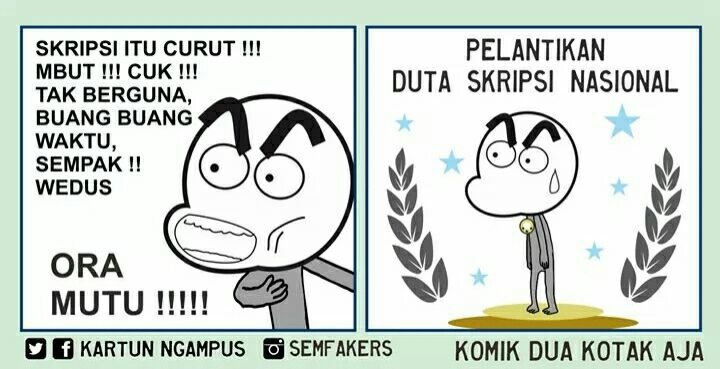 SKRIPSI ITU CURUT !!!
MBUT !!! CUK !!!
TAK BERGUNA,
BUANG BUANG
WAKTU,
SEMPAK !!
WEDUS
ORA
MUTU !!!!!
PELANTIKAN
DUTA SKRIPSI NASIONAL
KARTUN NGAMPUS SEMFAKERS KOMIK DUA KOTAK AJA